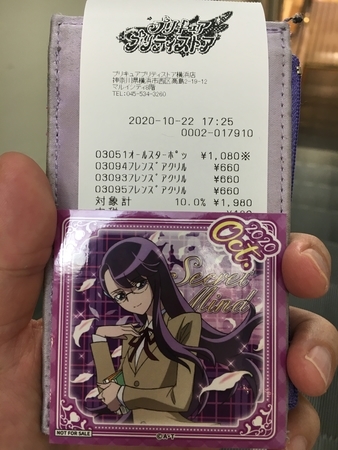 プリキュア
プリティストア
プリキュアプリティストア横浜店
神奈川県横浜市西区高島2-19-12
マルイシティ8階
TEL:045-534-3260
2020-10-22 17:25
0002-017910
03051オールスターポッ ¥1,080※
03094フレンズアクリル ¥660
03093フレンズアクリル ¥660
03095フレンズアクリル ¥660
対象計 10.0% ¥1,980
2020
Oct.
Secret
Mind
NOT FOR SALE